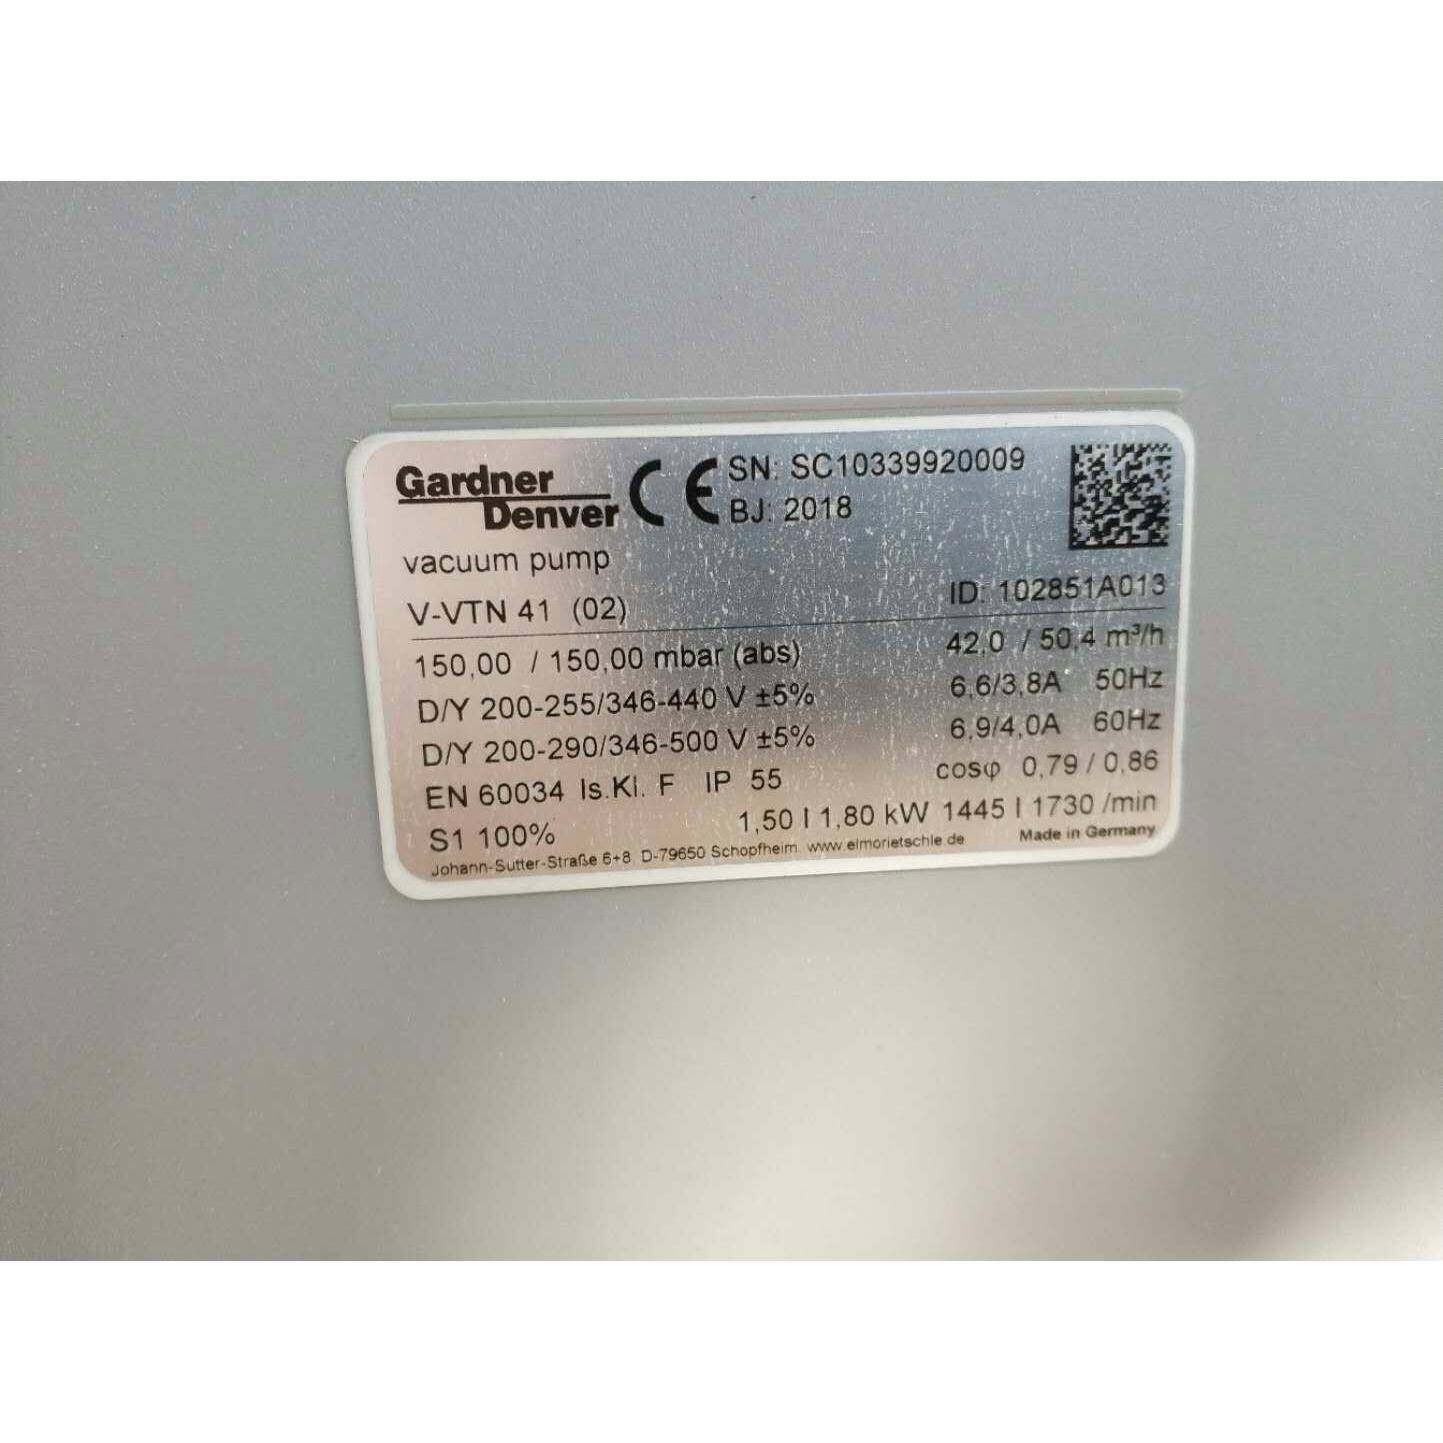 Gardner Denver CE SN: SC10339920009
BJ: 2018
vacuum pump
V-VTN 41 (02) ID: 102851A013
150,00 / 150,00 mbar (abs) 42,0 / 50,4 m³/h
D/Y 200-255/346-440 V ±5% 6,6/3,8A 50Hz
D/Y 200-290/346-500 V ±5% 6,9/4,0A 60Hz
EN 60034 Is.Kl. F IP 55 cosφ 0,79 / 0,86
S1 100% 1,50 | 1,80 kW 1445 | 1730 /min
Johann-Sutter-Straße 6+8 D-79650 Schopfheim www.elmorietschle.de Made in Germany